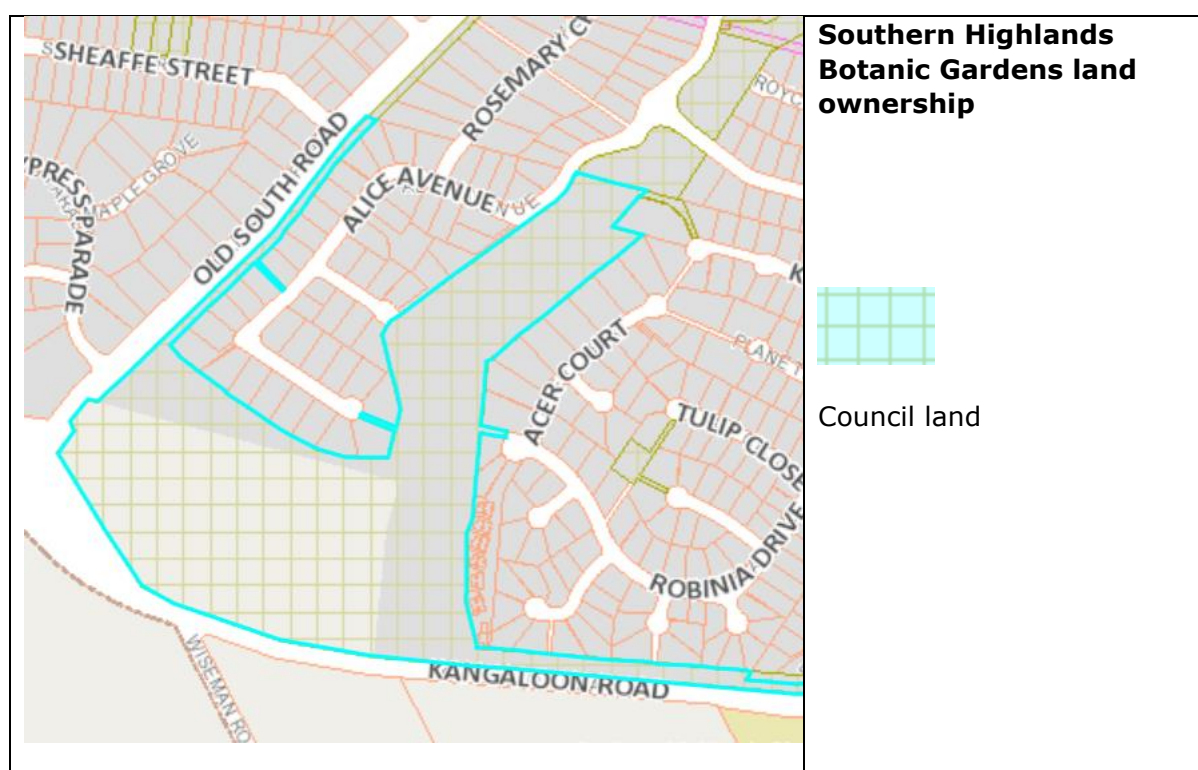 SHEAFFE STREET
ROSEMARY
MAPLE GROVE
PARADE
OLD SOUTH ROAD
ALICE AVENUE
ACER COURT
TULIP CLOSE
ROBINIA DRIVE
KANGALOON ROAD
WISEMAN
Southern Highlands
Botanic Gardens land
ownership
Council land